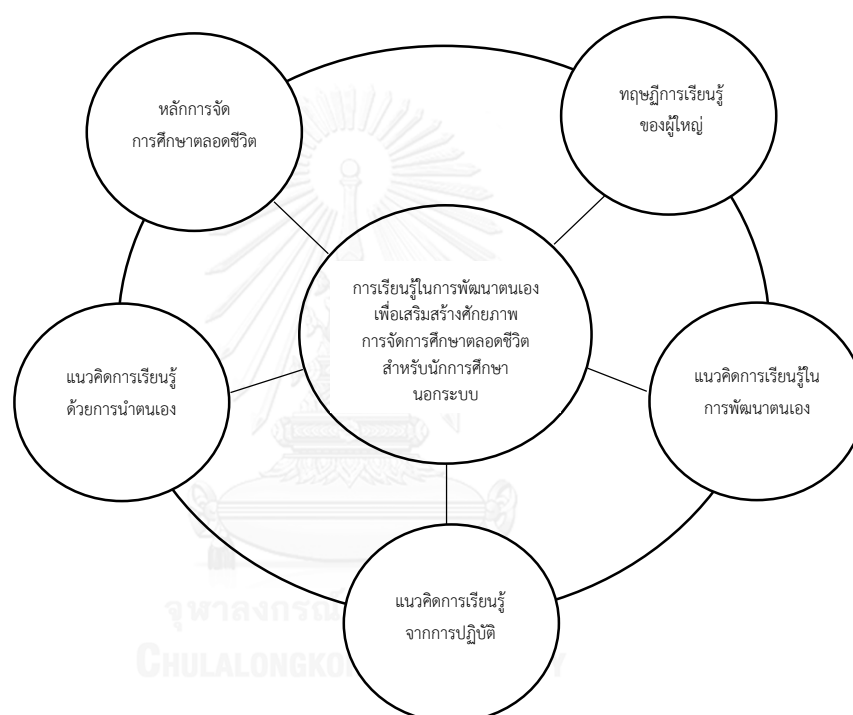 หลักการจัด
การศึกษาตลอดชีวิต
ทฤษฏีการเรียนรู้
ของผู้ใหญ่
การเรียนรู้ในการพัฒนาตนเอง
เพื่อเสริมสร้างศักยภาพ
การจัดการศึกษาตลอดชีวิต
สำหรับนักการศึกษา
นอกระบบ
แนวคิดการเรียนรู้
ด้วยการนำตนเอง
แนวคิดการเรียนรู้ใน
การพัฒนาตนเอง
แนวคิดการเรียนรู้
จากการปฏิบัติ
จุฬาลงกรณ์
CHULALONGKO